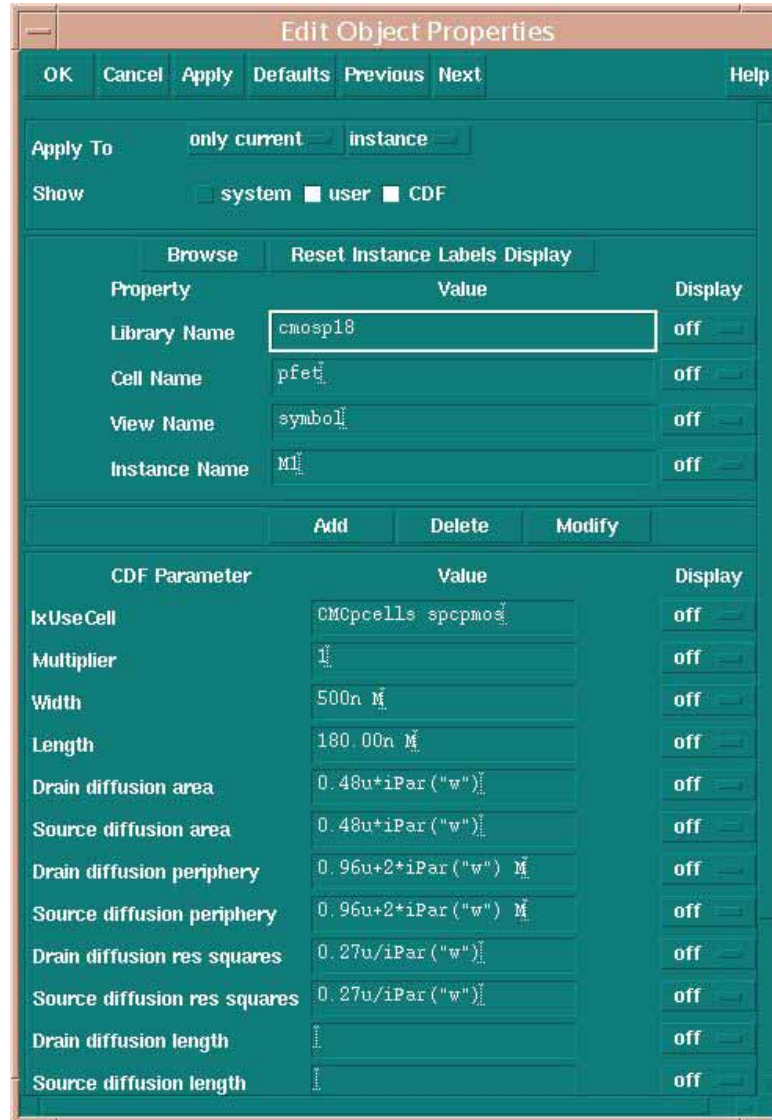 Edit Object Properties
OK Cancel Apply Defaults Previous Next Help
Apply To only current instance
Show system user CDF
Browse Reset Instance Labels Display
Property Value Display
Library Name cmosp18 off
Cell Name pfet off
View Name symbol off
Instance Name M1 off
Add Delete Modify
CDF Parameter Value Display
lxUseCell CMCpcells spcpmos off
Multiplier 1 off
Width 500n M off
Length 180.00n M off
Drain diffusion area 0.48u*iPar("w") off
Source diffusion area 0.48u*iPar("w") off
Drain diffusion periphery 0.96u+2*iPar("w") M off
Source diffusion periphery 0.96u+2*iPar("w") M off
Drain diffusion res squares 0.27u/iPar("w") off
Source diffusion res squares 0.27u/iPar("w") off
Drain diffusion length off
Source diffusion length off